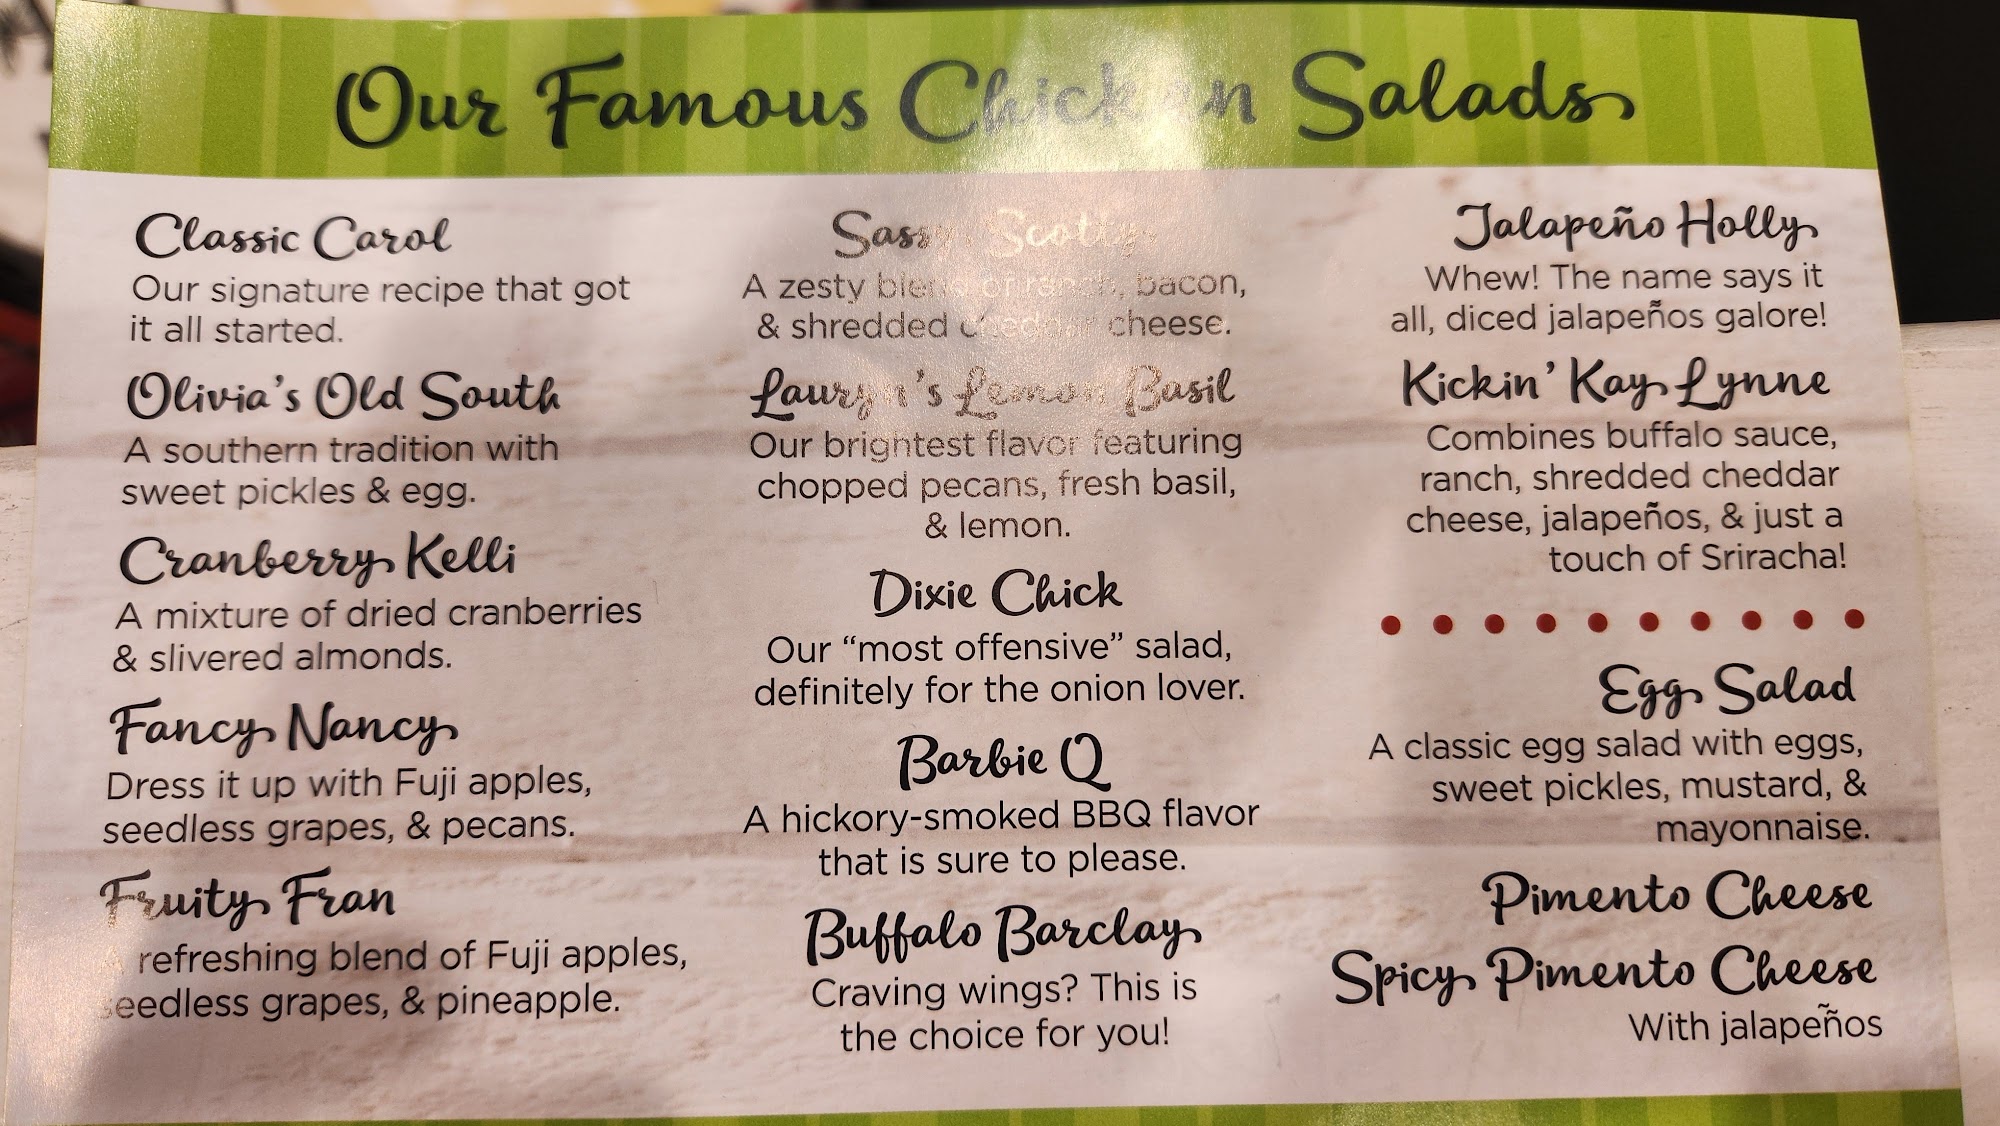 Our Famous Chicken Salads
Classic Carol
Our signature recipe that got
it all started.
Olivia's Old South
A southern tradition with
sweet pickles & egg.
Cranberry Kelli
A mixture of dried cranberries
& slivered almonds.
Fancy Nancy
Dress it up with Fuji apples,
seedless grapes, & pecans.
Fruity Fran
A refreshing blend of Fuji apples,
seedless grapes, & pineapple.
Sassy Scotty
A zesty blend of ranch, bacon,
& shredded cheddar cheese.
Lauryn's Lemon Basil
Our brightest flavor featuring
chopped pecans, fresh basil,
& lemon.
Dixie Chick
Our “most offensive” salad,
definitely for the onion lover.
Barbie Q
A hickory-smoked BBQ flavor
that is sure to please.
Buffalo Barclay
Craving wings? This is
the choice for you!
Jalapeño Holly
Whew! The name says it
all, diced jalapeños galore!
Kickin' Kay Lynne
Combines buffalo sauce,
ranch, shredded cheddar
cheese, jalapeños, & just a
touch of Sriracha!
Egg Salad
A classic egg salad with eggs,
sweet pickles, mustard, &
mayonnaise.
Pimento Cheese
Spicy Pimento Cheese
With jalapeños